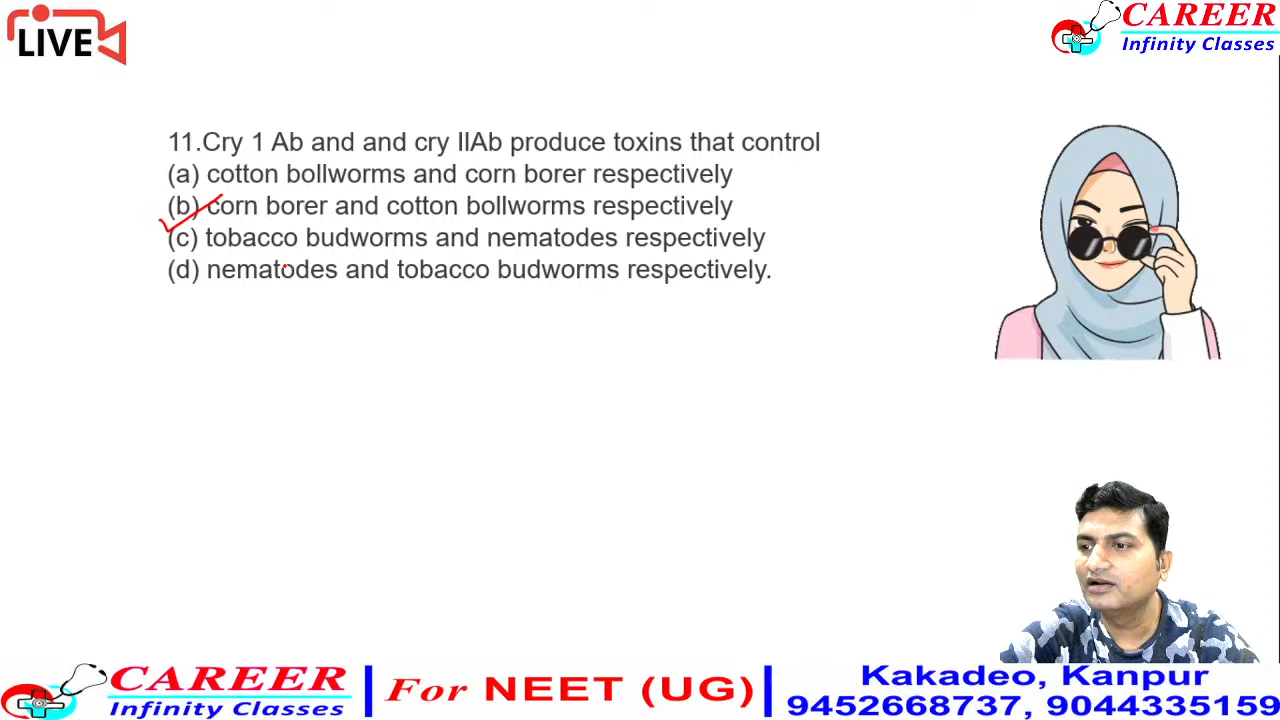 LIVE
CAREER
Infinity Classes
11.Cry 1 Ab and and cry IIAb produce toxins that control
(a) cotton bollworms and corn borer respectively
(b) corn borer and cotton bollworms respectively
(c) tobacco budworms and nematodes respectively
(d) nematodes and tobacco budworms respectively.
CAREER
Infinity Classes
For NEET (UG)
Kakadeo, Kanpur
9452668737, 9044335159